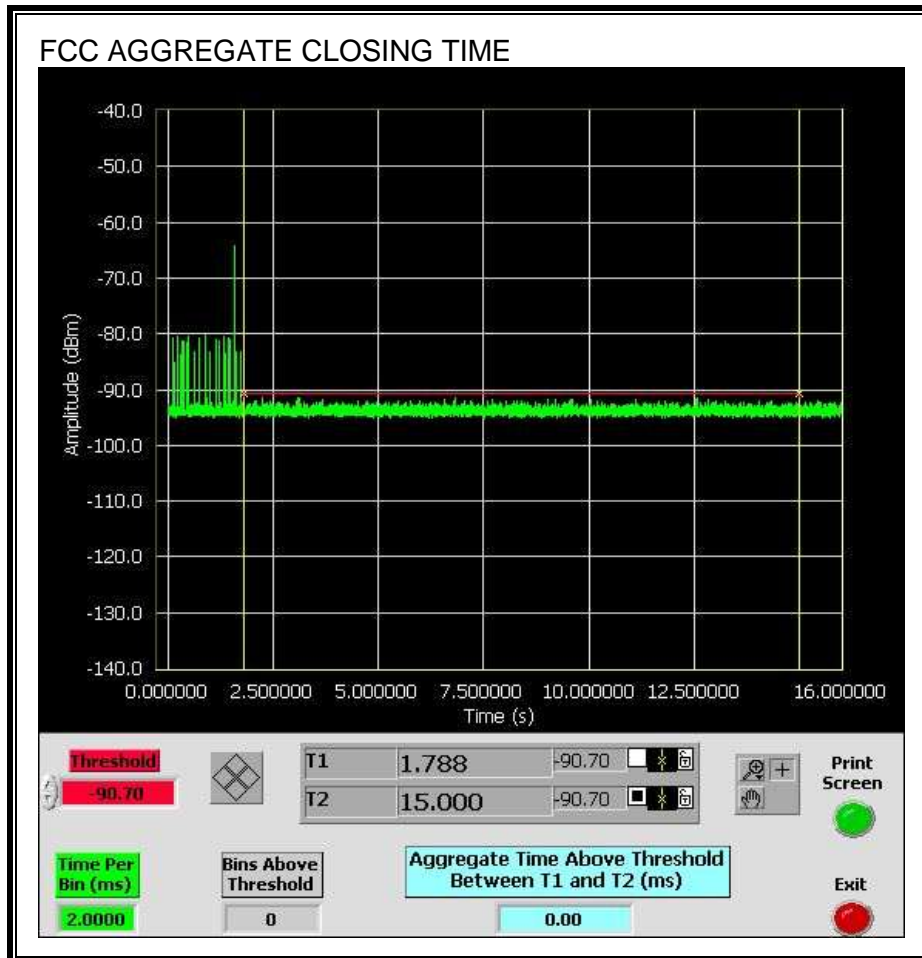 FCC AGGREGATE CLOSING TIME
-40.0
-50.0
-60.0
-70.0
-80.0
-90.0
-100.0
-110.0
-120.0
-130.0
-140.0
Amplitude (dBm)
0.000000 2.500000 5.000000 7.500000 10.000000 12.500000 16.000000
Time (s)
Threshold
-90.70
T1 1.788 -90.70
T2 15.000 -90.70
Print
Screen
Time Per
Bin (ms)
2.0000
Bins Above
Threshold
0
Aggregate Time Above Threshold
Between T1 and T2 (ms)
0.00
Exit